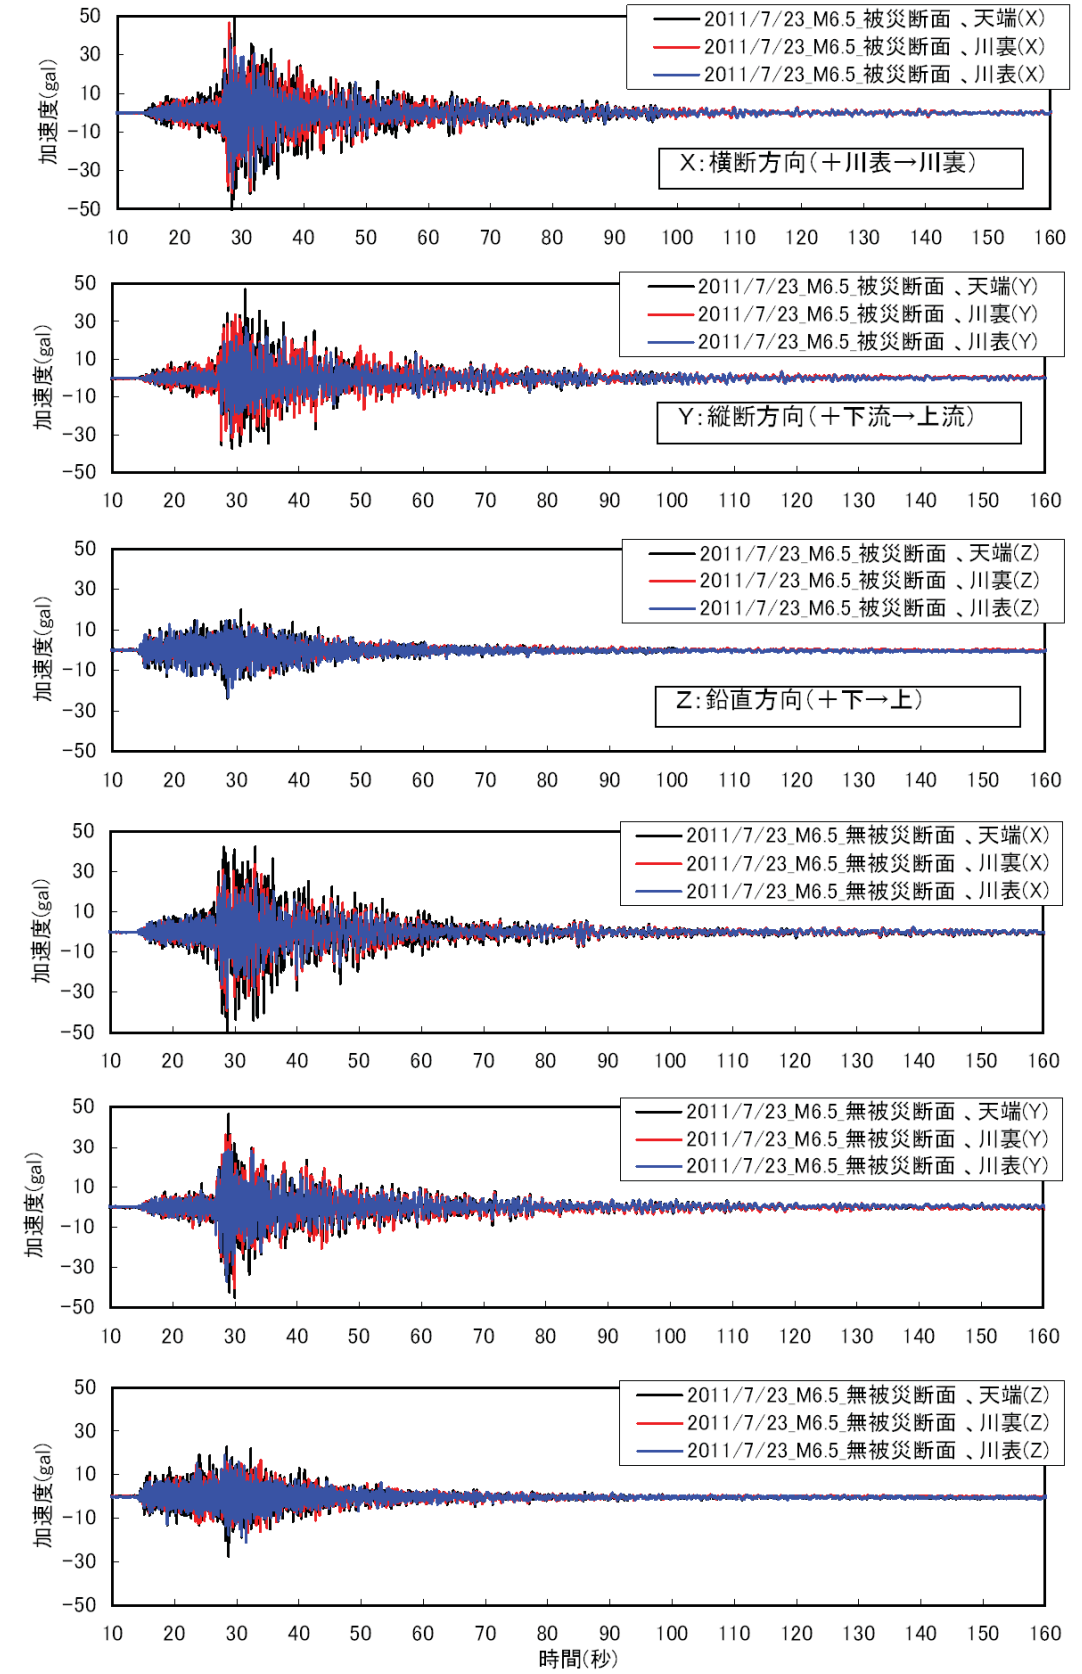 50
30
10
-10
-30
-50
加速度(gal)
2011/7/23_M6.5_被災断面 、天端(X)
2011/7/23_M6.5_被災断面 、川裏(X)
2011/7/23_M6.5_被災断面 、川表(X)
X:横断方向(+川表→川裏)
10 20 30 40 50 60 70 80 90 100 110 120 130 140 150 160
50
30
10
-10
-30
-50
加速度(gal)
2011/7/23_M6.5_被災断面 、天端(Y)
2011/7/23_M6.5_被災断面 、川裏(Y)
2011/7/23_M6.5_被災断面 、川表(Y)
Y:縦断方向(+下流→上流)
10 20 30 40 50 60 70 80 90 100 110 120 130 140 150 160
50
30
10
-10
-30
-50
加速度(gal)
2011/7/23_M6.5_被災断面 、天端(Z)
2011/7/23_M6.5_被災断面 、川裏(Z)
2011/7/23_M6.5_被災断面 、川表(Z)
Z:鉛直方向(+下→上)
10 20 30 40 50 60 70 80 90 100 110 120 130 140 150 160
50
30
10
-10
-30
-50
加速度(gal)
2011/7/23_M6.5_無被災断面 、天端(X)
2011/7/23_M6.5_無被災断面 、川裏(X)
2011/7/23_M6.5_無被災断面 、川表(X)
10 20 30 40 50 60 70 80 90 100 110 120 130 140 150 160
50
30
10
-10
-30
-50
加速度(gal)
2011/7/23_M6.5_無被災断面 、天端(Y)
2011/7/23_M6.5_無被災断面 、川裏(Y)
2011/7/23_M6.5_無被災断面 、川表(Y)
10 20 30 40 50 60 70 80 90 100 110 120 130 140 150 160
50
30
10
-10
-30
-50
加速度(gal)
2011/7/23_M6.5_無被災断面 、天端(Z)
2011/7/23_M6.5_無被災断面 、川裏(Z)
2011/7/23_M6.5_無被災断面 、川表(Z)
10 20 30 40 50 60 70 80 90 100 110 120 130 140 150 160
時間(秒)